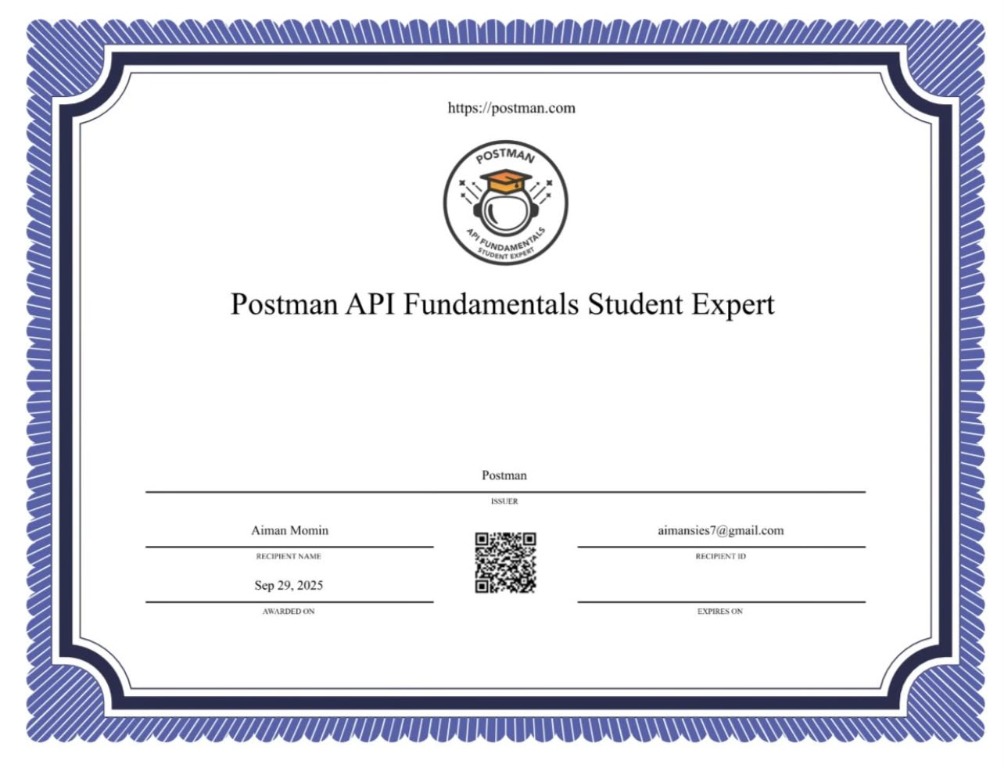 https://postman.com
POSTMAN
API FUNDAMENTALS
STUDENT EXPERT
Postman API Fundamentals Student Expert
Postman
ISSUER
Aiman Momin
RECIPIENT NAME
aimansies7@gmail.com
RECIPIENT ID
Sep 29, 2025
AWARDED ON
EXPIRES ON